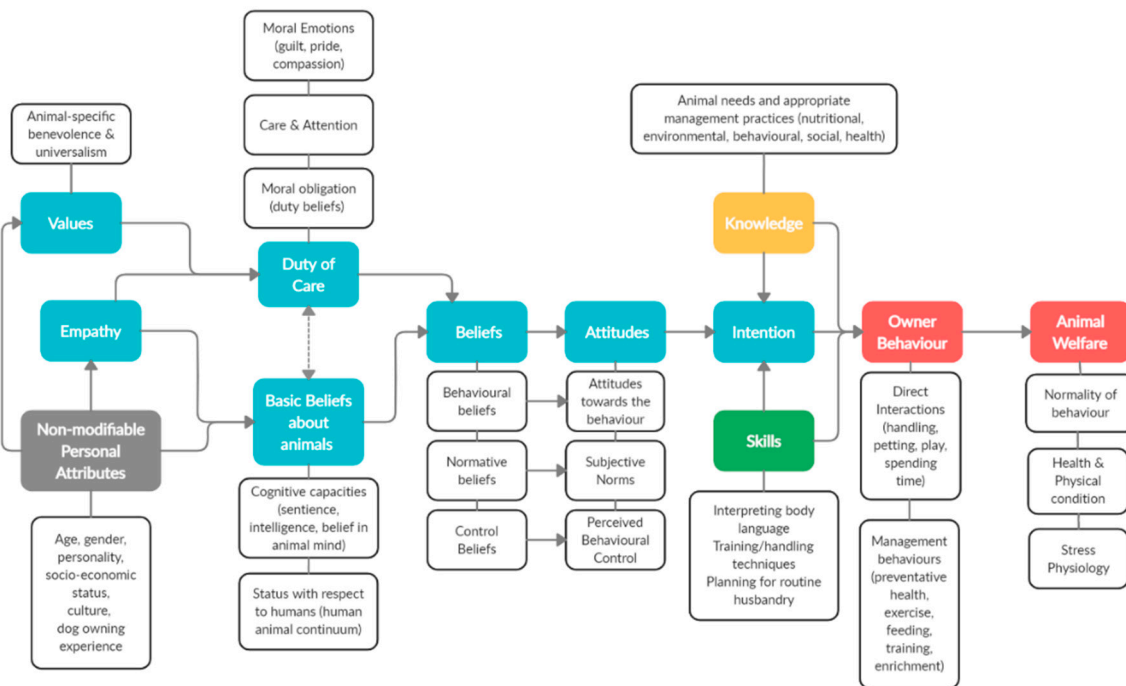 Moral Emotions
(guilt, pride,
compassion)
Care & Attention
Moral obligation
(duty beliefs)
Animal-specific
benevolence &
universalism
Values
Duty of
Care
Empathy
Non-modifiable
Personal
Attributes
Age, gender,
personality,
socio-economic
status,
culture,
dog owning
experience
Basic Beliefs
about
animals
Cognitive capacities
(sentience,
intelligence, belief in
animal mind)
Status with respect
to humans (human
animal continuum)
Beliefs
Behavioural
beliefs
Normative
beliefs
Control
Beliefs
Attitudes
Attitudes
towards the
behaviour
Subjective
Norms
Perceived
Behavioural
Control
Animal needs and appropriate
management practices (nutritional,
environmental, behavioural, social, health)
Knowledge
Intention
Skills
Interpreting body
language
Training/handling
techniques
Planning for routine
husbandry
Owner
Behaviour
Direct
Interactions
(handling,
petting, play,
spending
time)
Management
behaviours
(preventative
health,
exercise,
feeding,
training,
enrichment)
Animal
Welfare
Normality of
behaviour
Health &
Physical
condition
Stress
Physiology